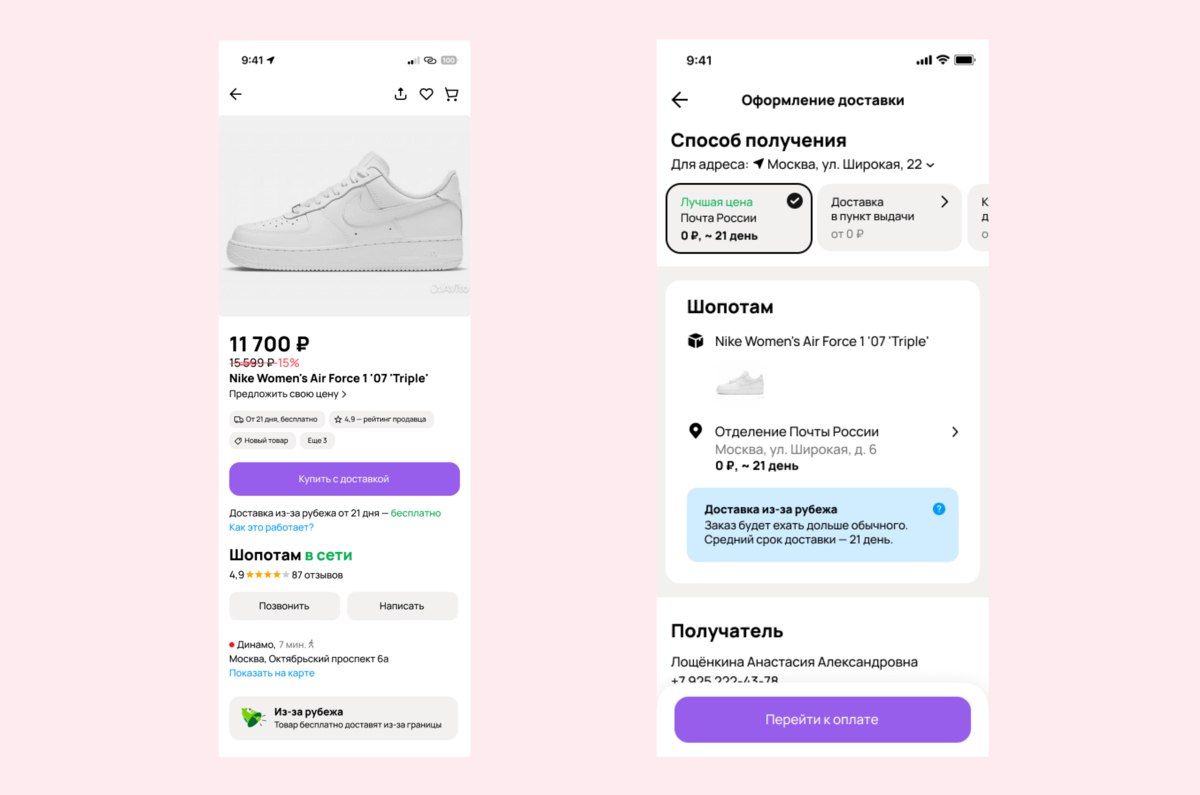 9:41
100
Avito
11 700 ₽
15 599 ₽ -15%
Nike Women's Air Force 1 '07 'Triple'
Предложить свою цену
От 21 дня, бесплатно
4,9 — рейтинг продавца
Новый товар
Еще 3
Купить с доставкой
Доставка из-за рубежа от 21 дня — бесплатно
Как это работает?
Шопотам в сети
4,9 87 отзывов
Позвонить
Написать
Динамо, 7 мин.
Москва, Октябрьский проспект 6а
Показать на карте
Из-за рубежа
Товар бесплатно доставят из-за границы
9:41
Оформление доставки
Способ получения
Для адреса: Москва, ул. Широкая, 22
Лучшая цена
Почта России
0 ₽, ~ 21 день
Доставка
в пункт выдачи
от 0 ₽
К
д
о
Шопотам
Nike Women's Air Force 1 '07 'Triple'
Отделение Почты России
Москва, ул. Широкая, д. 6
0 ₽, ~ 21 день
Доставка из-за рубежа
?
Заказ будет ехать дольше обычного.
Средний срок доставки — 21 день.
Получатель
Лощёнкина Анастасия Александровна
+7 925 222-43-78
Перейти к оплате